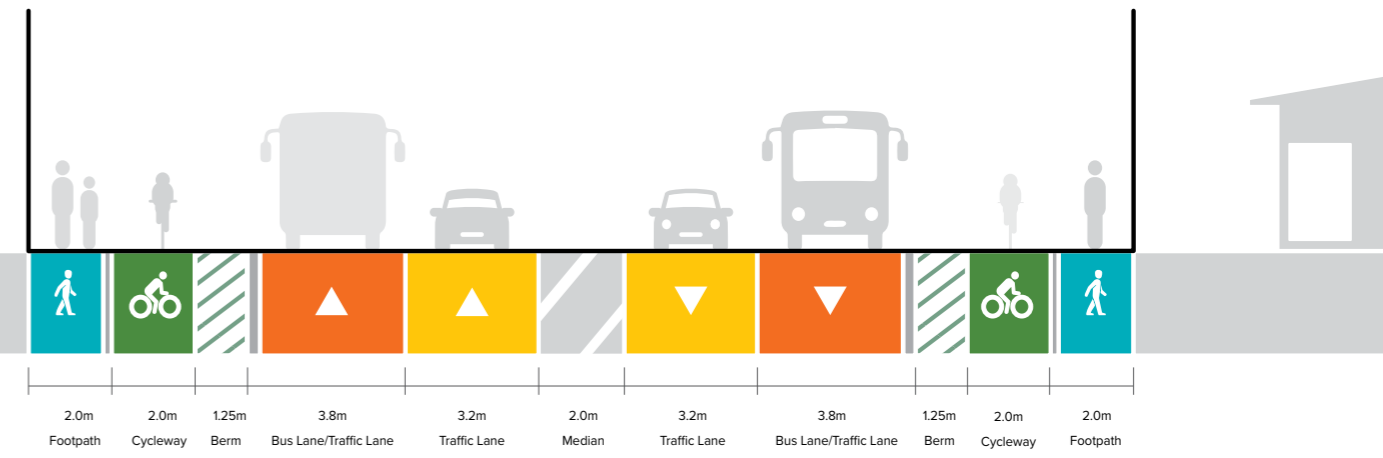 2.0m 2.0m 1.25m 3.8m 3.2m 2.0m 3.2m 3.8m 1.25m 2.0m 2.0m
Footpath Cycleway Berm Bus Lane/Traffic Lane Traffic Lane Median Traffic Lane Bus Lane/Traffic Lane Berm Cycleway Footpath